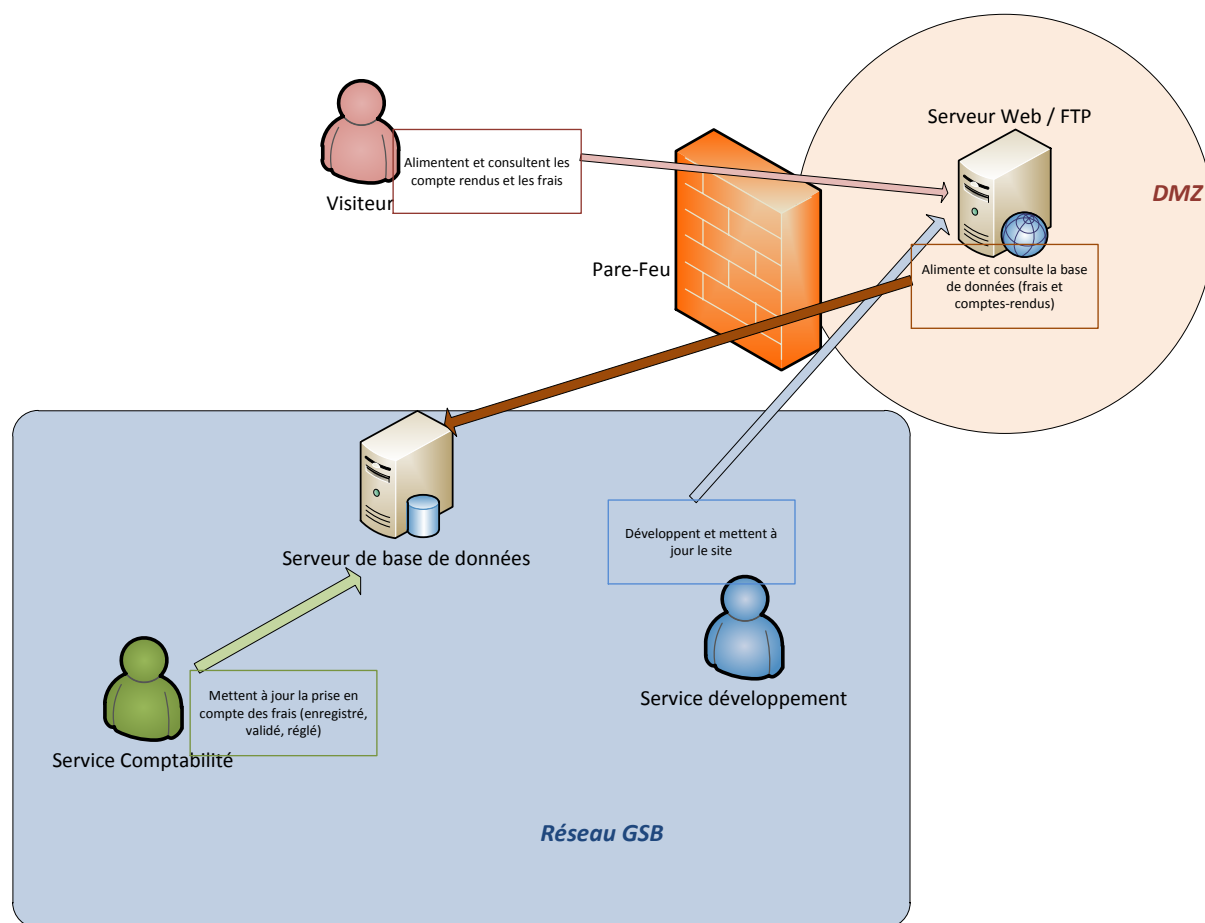 Serveur Web / FTP
Alimentent et consultent les
compte rendus et les frais
Visiteur
DMZ
Pare-Feu
Alimente et consulte la base
de données (frais et
comptes-rendus)
Serveur de base de données
Développent et mettent à
jour le site
Service développement
Mettent à jour la prise en
compte des frais (enregistré,
validé, réglé)
Service Comptabilité
Réseau GSB